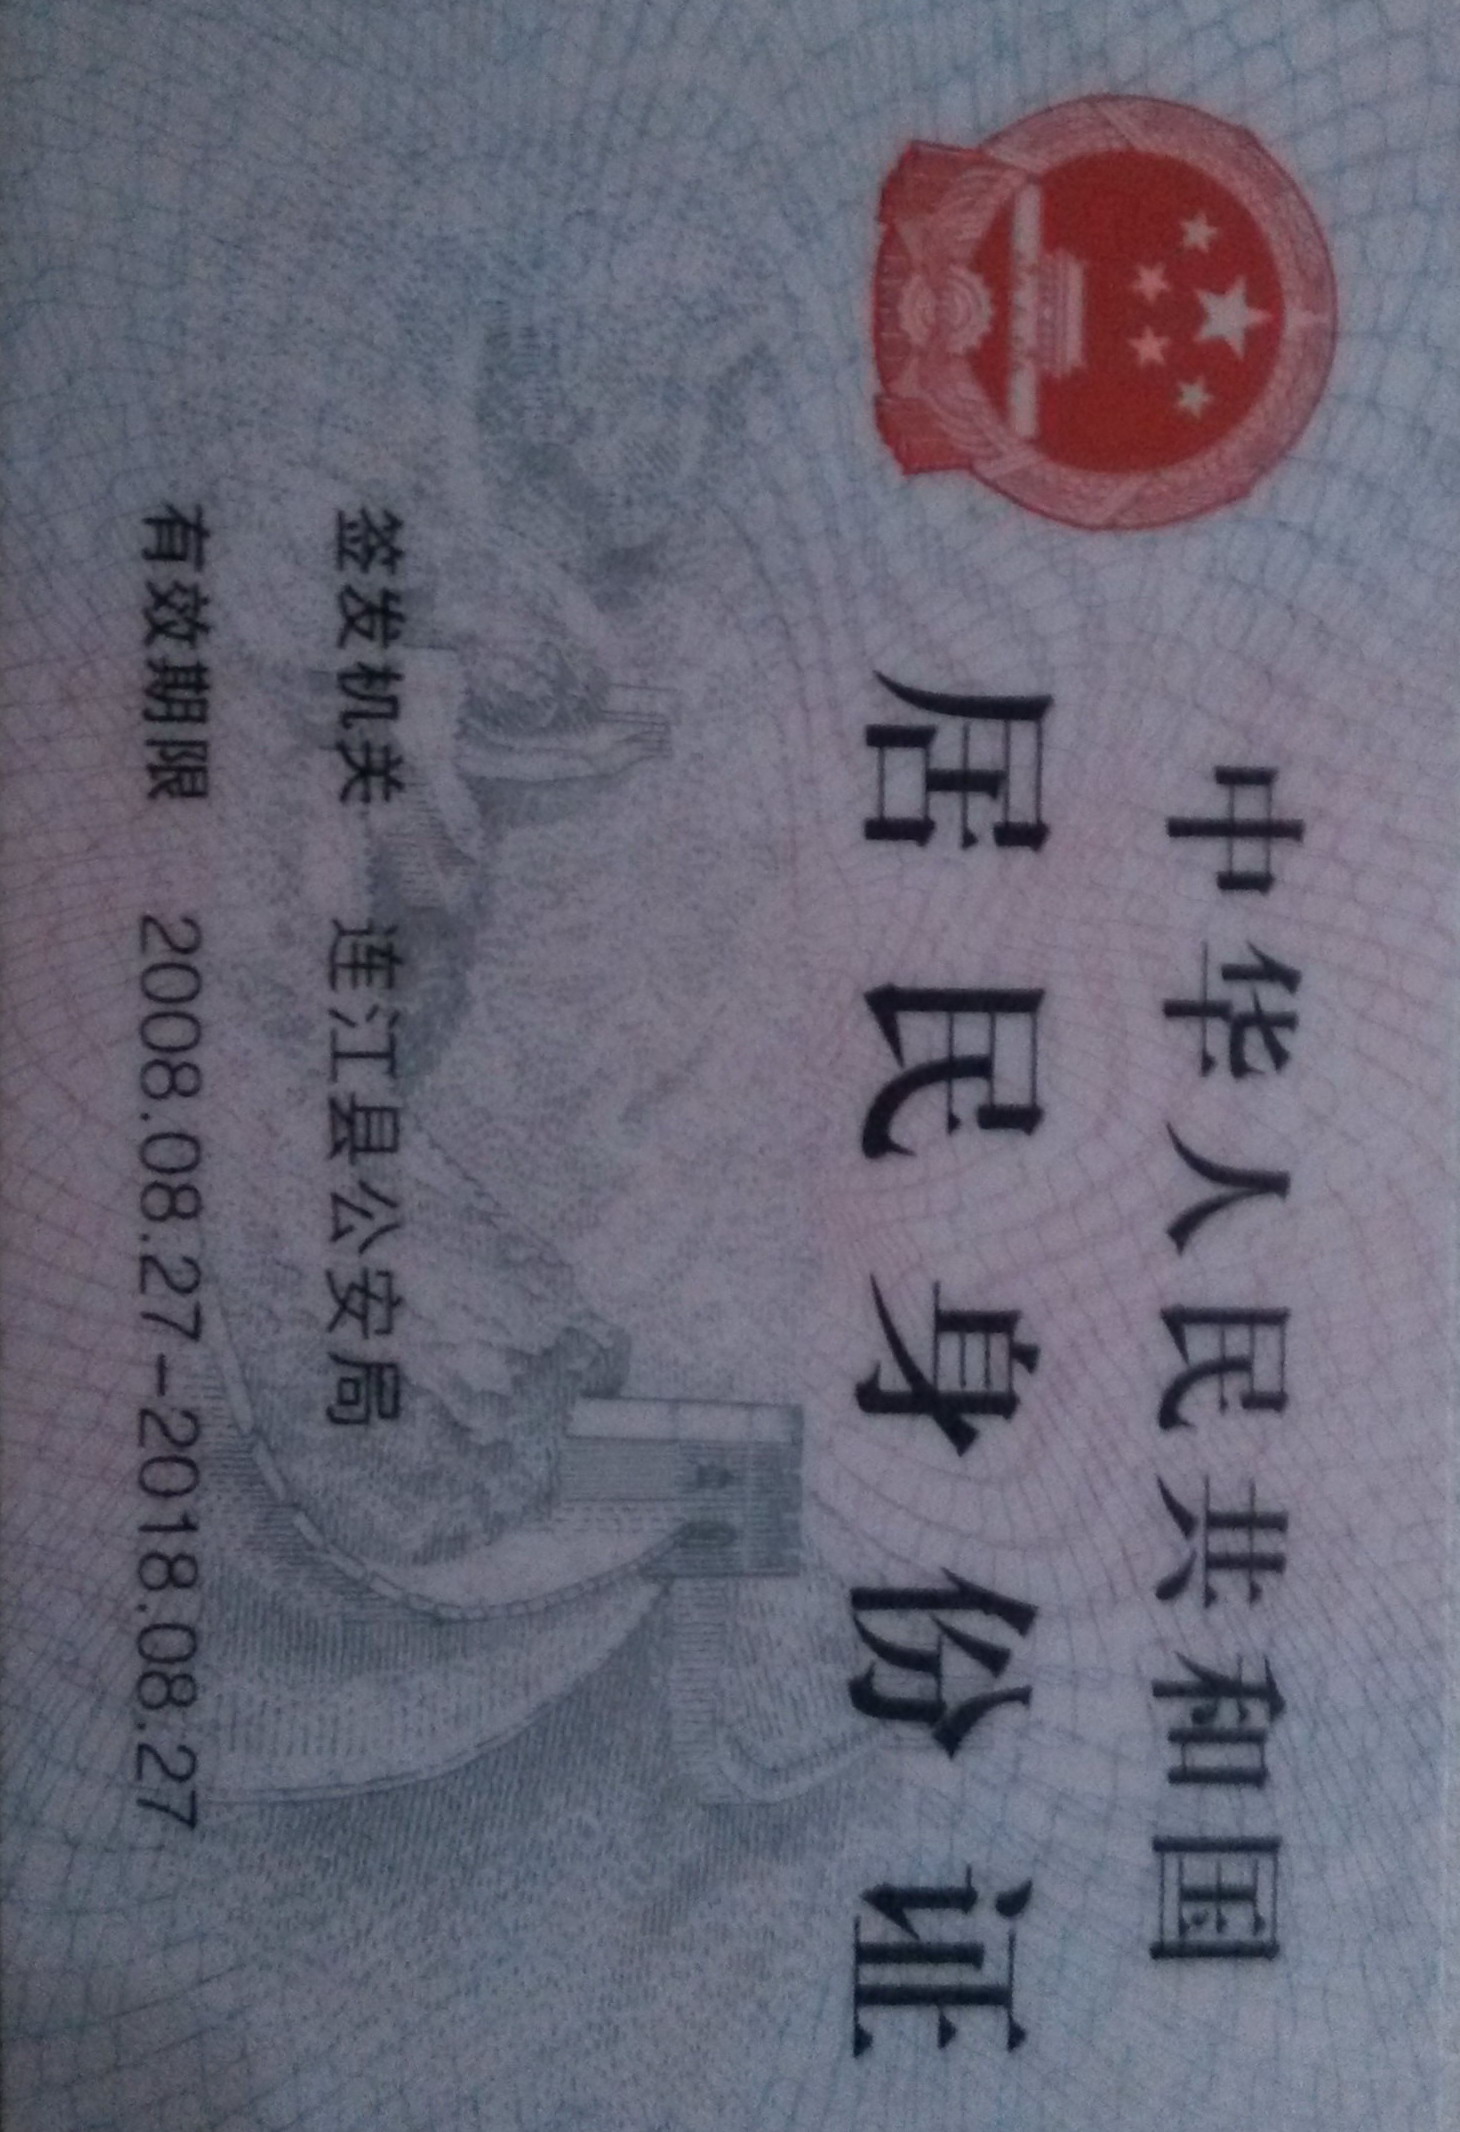 中华人民共和国
居民身份证
签发机关 连江县公安局
有效期限 2008.08.27-2018.08.27